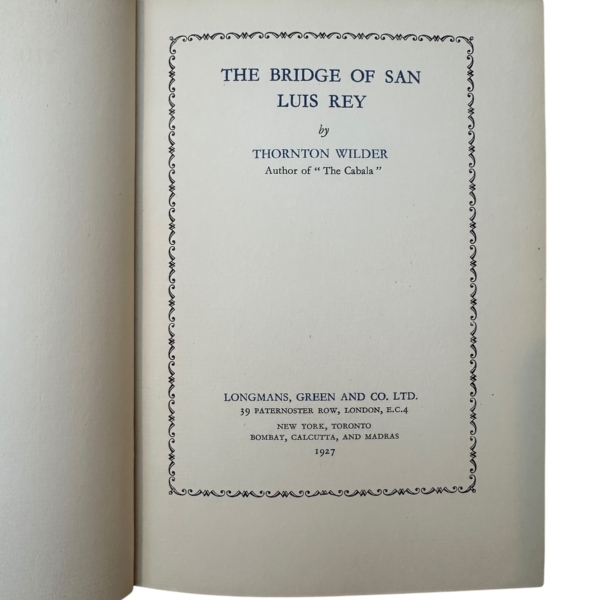 THE BRIDGE OF SAN
LUIS REY
by
THORNTON WILDER
Author of “ The Cabala ”
LONGMANS, GREEN AND CO. LTD.
39 PATERNOSTER ROW, LONDON, E.C.4
NEW YORK, TORONTO
BOMBAY, CALCUTTA, AND MADRAS
1927